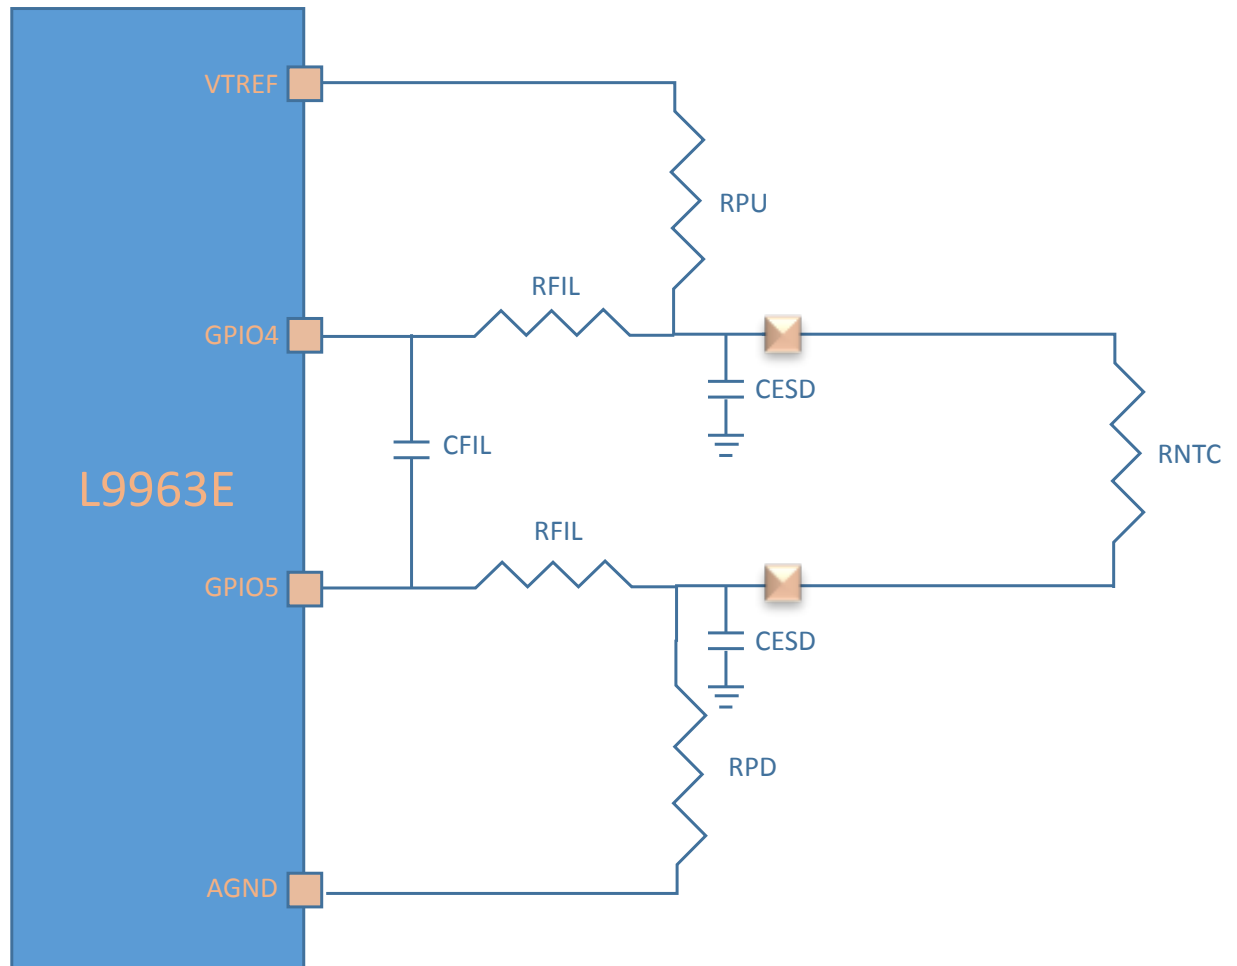 VTREF
RPU
RFIL
GPIO4
CESD
CFIL
RNTC
L9963E
RFIL
GPIO5
CESD
RPD
AGND